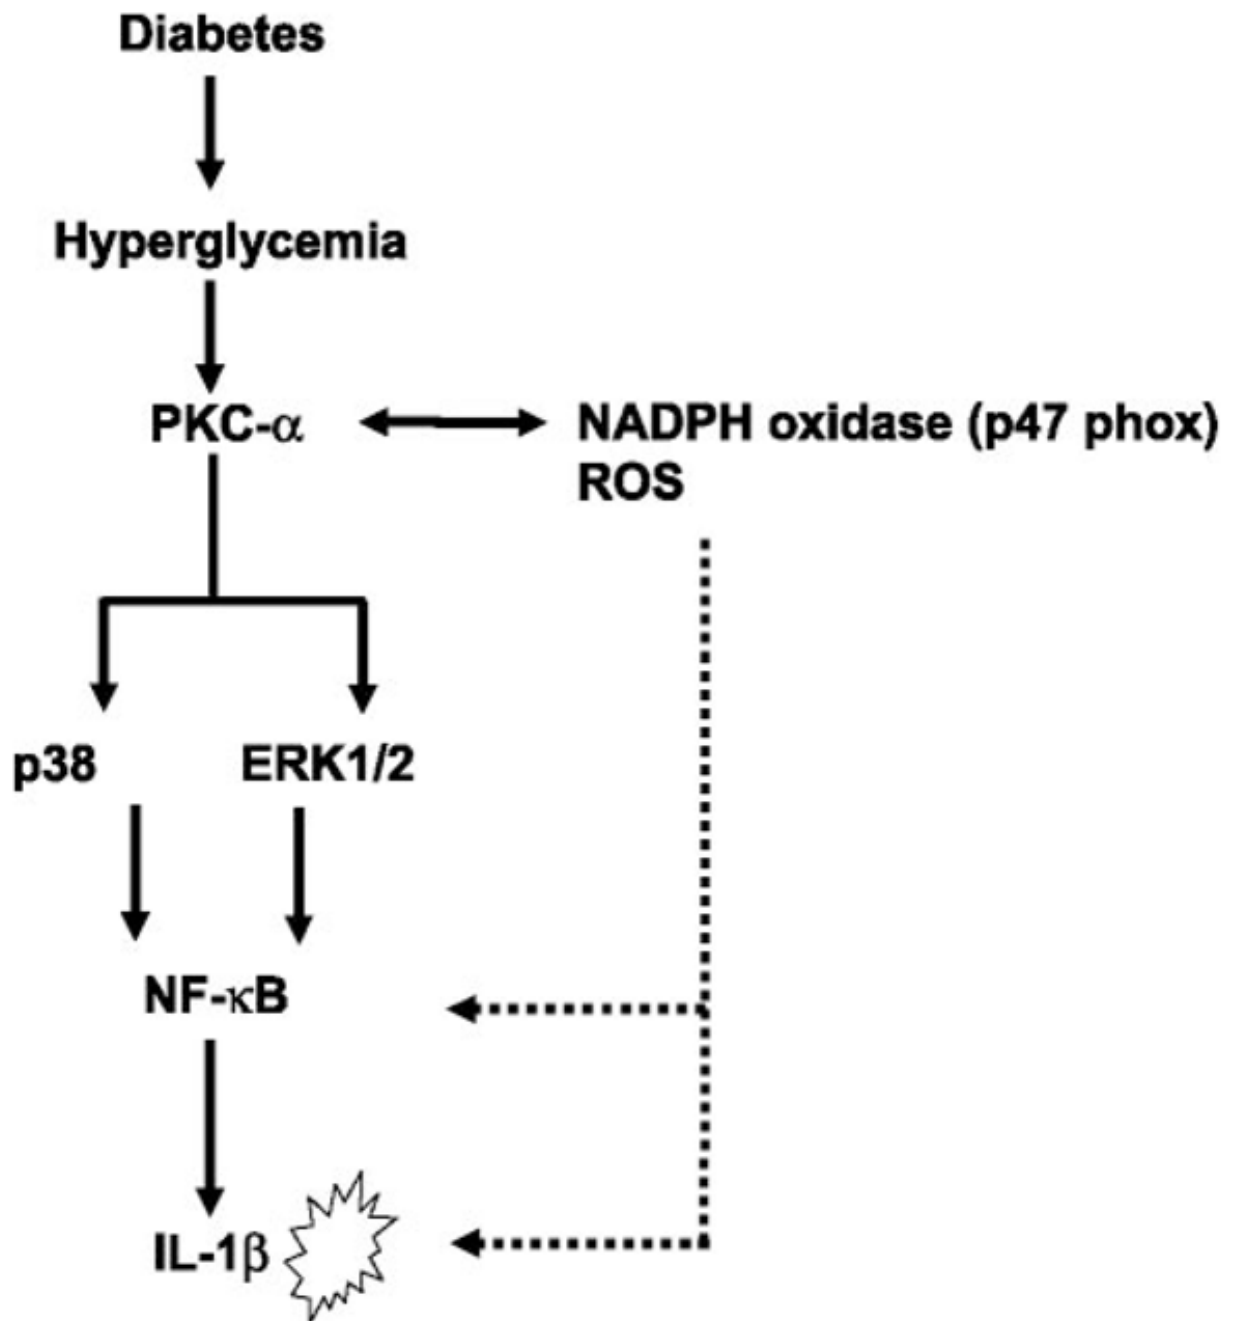 Diabetes
Hyperglycemia
PKC-α
NADPH oxidase (p47 phox)
ROS
p38
ERK1/2
NF-κB
IL-1β